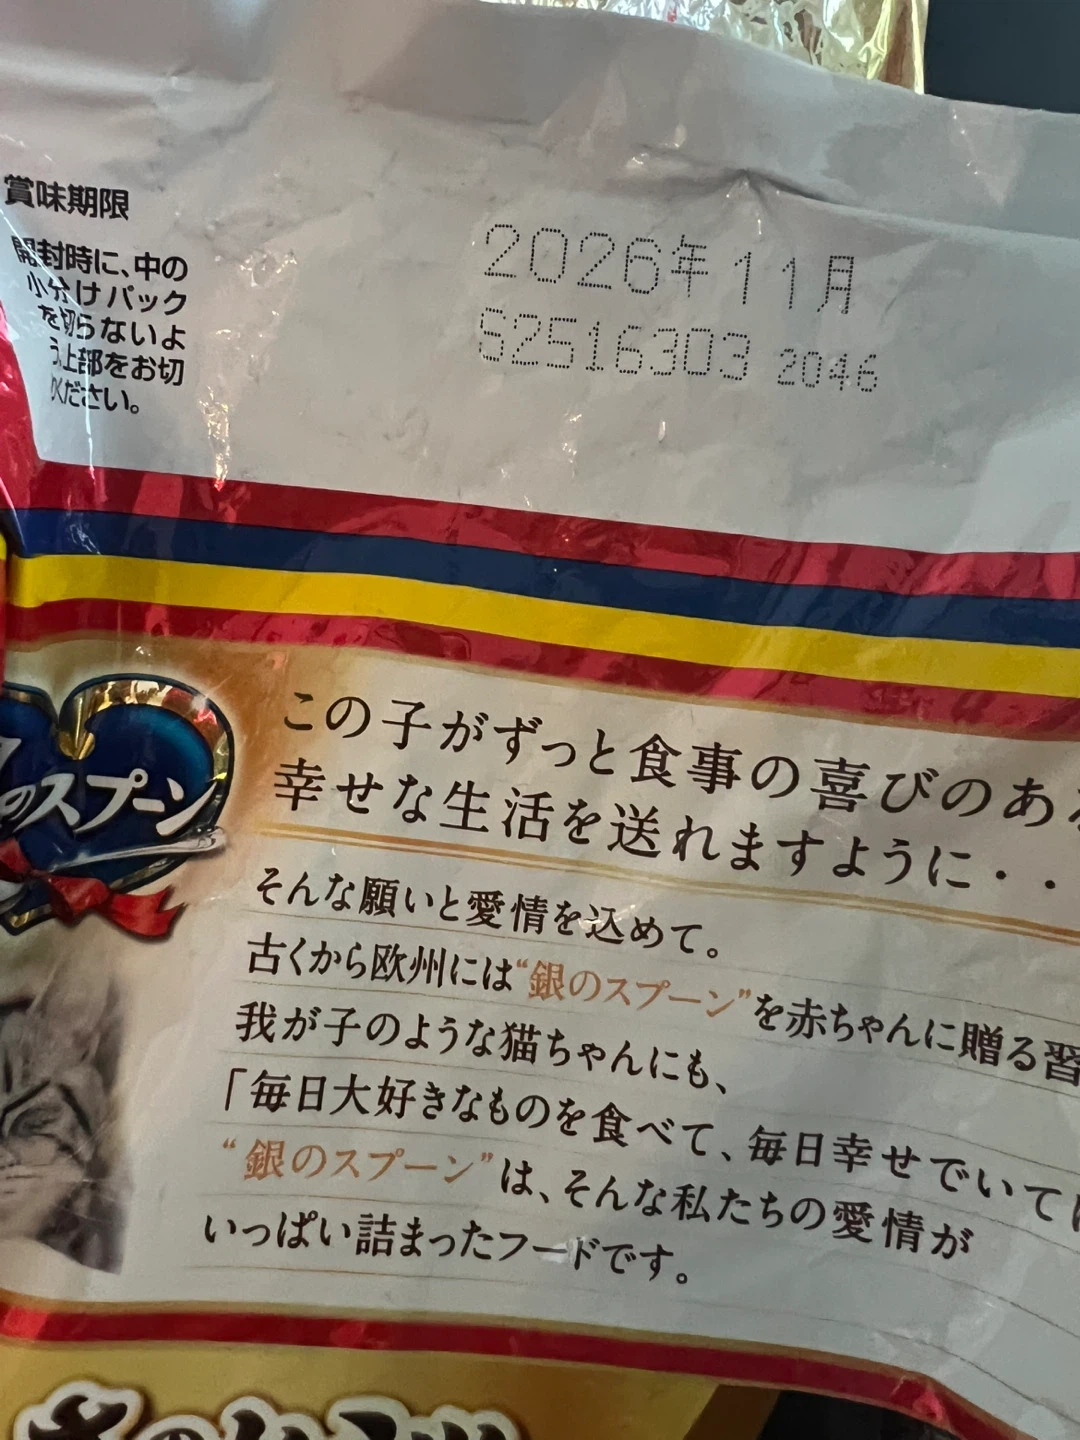 賞味期限
開封時に、中の
小分けパック
を切らないよ
う上部をお切
ください。
2026年11月
S2516303 2046
のスプーン
この子がずっと食事の喜びのある
幸せな生活を送れますように・・
そんな願いと愛情を込めて。
古くから欧州には“銀のスプーン”を赤ちゃんに贈る習
我が子のような猫ちゃんにも、
「毎日大好きなものを食べて、毎日幸せでいてほ
“銀のスプーン”は、そんな私たちの愛情が
いっぱい詰まったフードです。